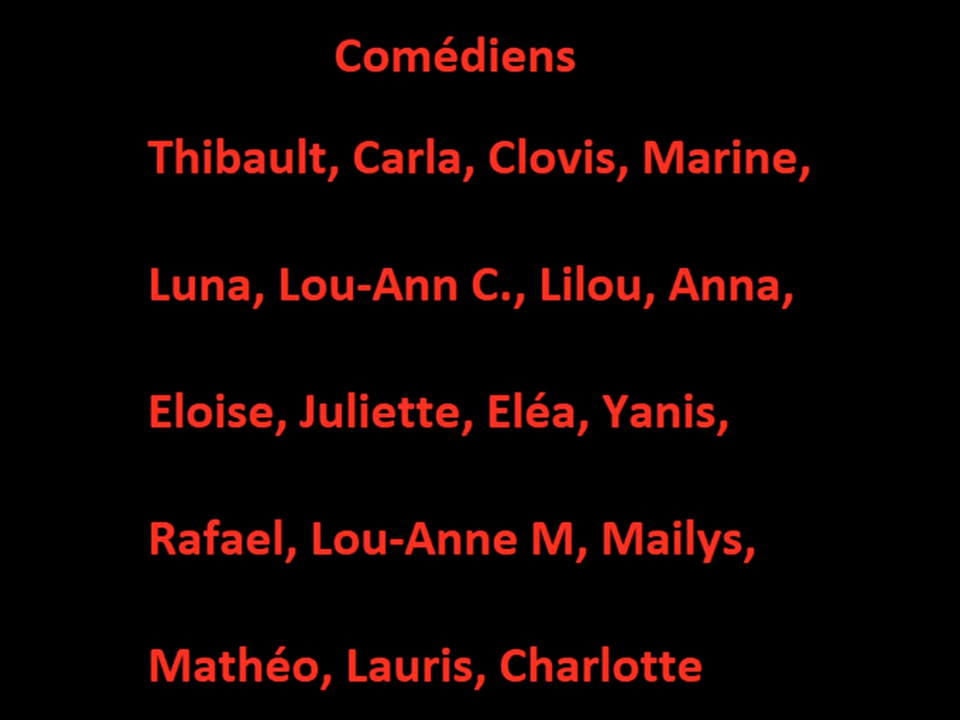 Comédiens
Thibault, Carla, Clovis, Marine,
Luna, Lou-Ann C., Lilou, Anna,
Eloise, Juliette, Eléa, Yanis,
Rafael, Lou-Anne M, Mailys,
Mathéo, Lauris, Charlotte